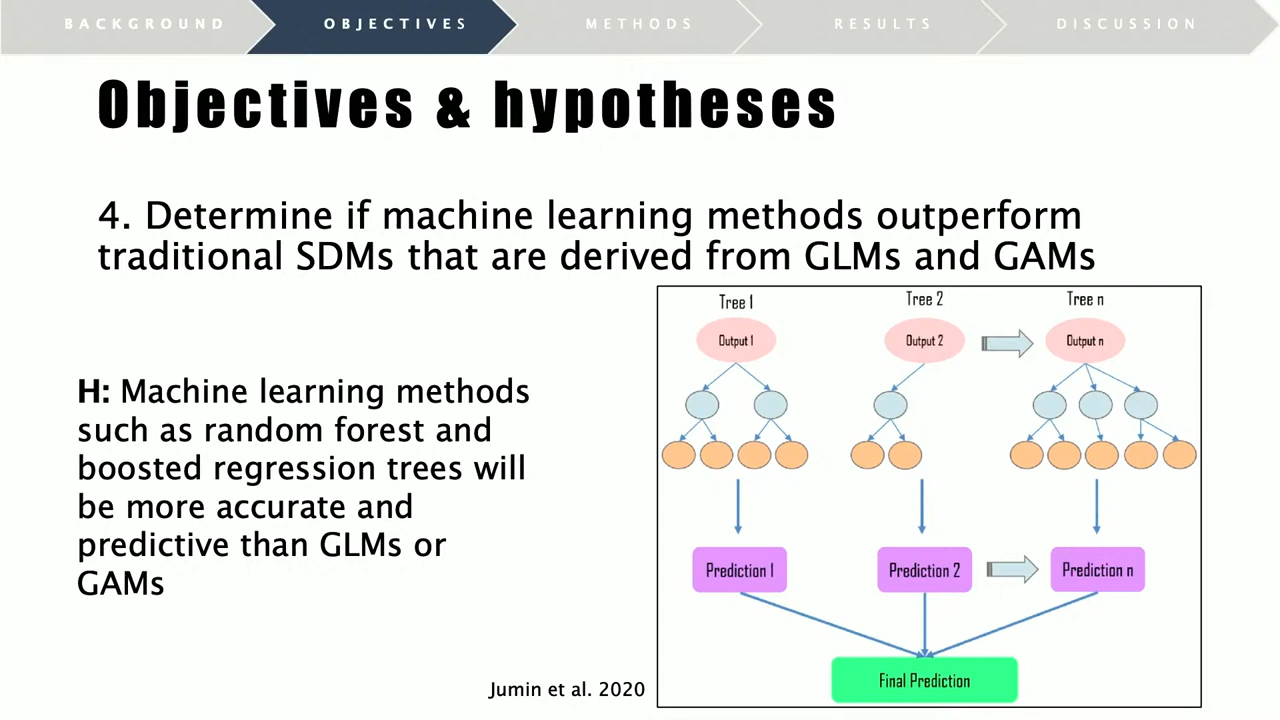 BACKGROUND
OBJECTIVES
METHODS
RESULTS
DISCUSSION
Objectives & hypotheses
4. Determine if machine learning methods outperform
traditional SDMs that are derived from GLMs and GAMs
H: Machine learning methods
such as random forest and
boosted regression trees will
be more accurate and
predictive than GLMs or
GAMs
Tree 1
Tree 2
Tree n
Output 1
Output 2
Output n
Prediction 1
Prediction 2
Prediction n
Final Prediction
Jumin et al. 2020